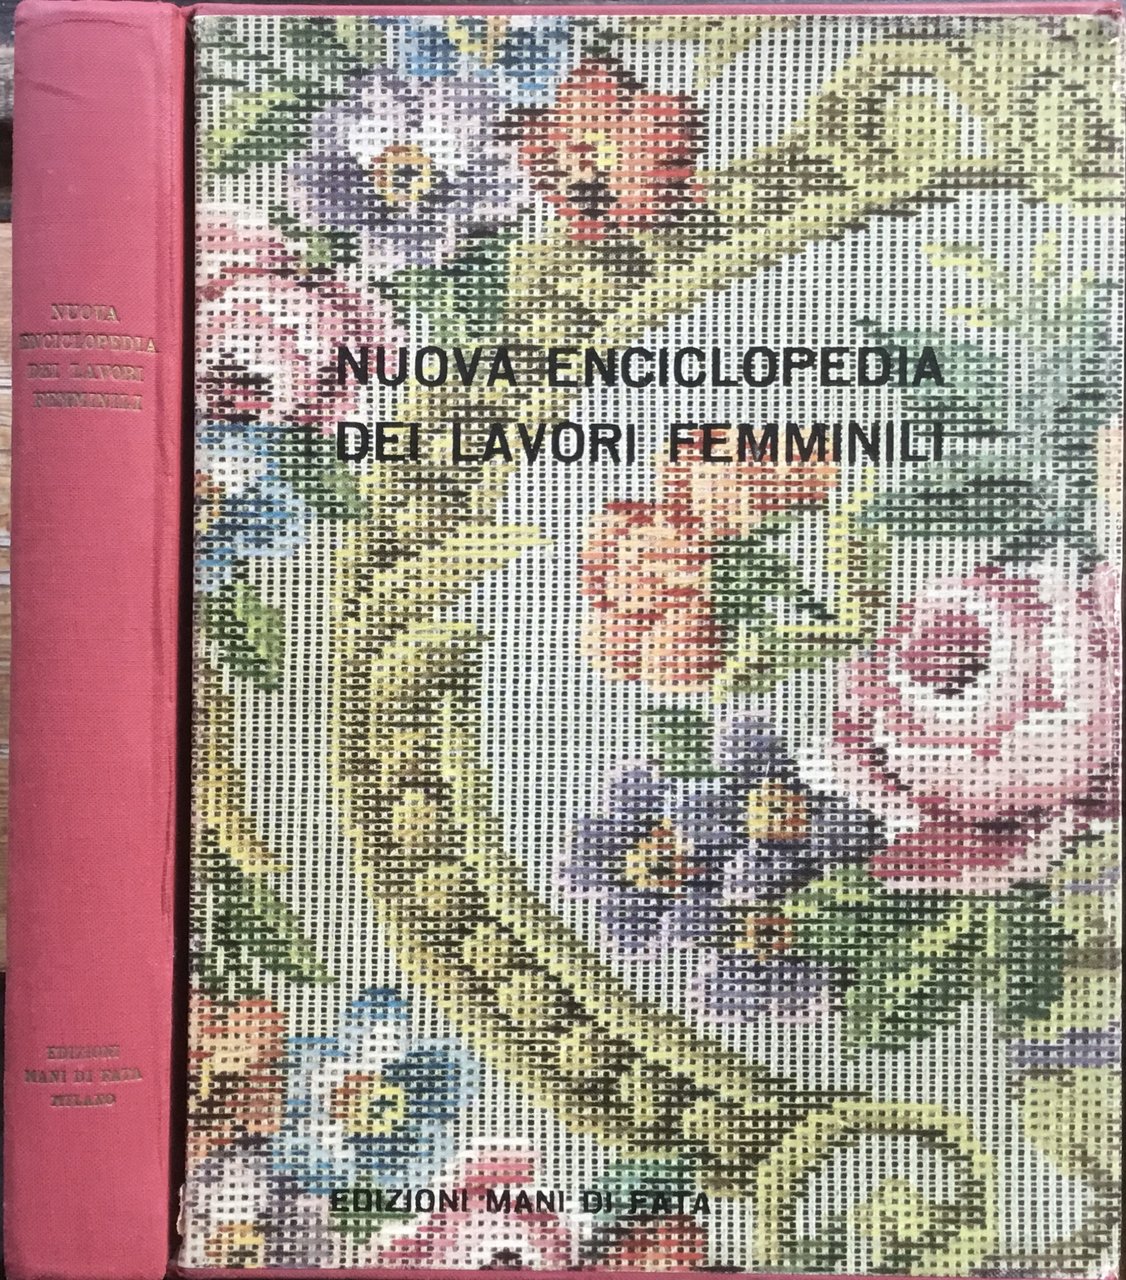 NUOVA
ENCICLOPEDIA
DEI LAVORI
FEMMINILI
EDIZIONI
MANI DI FATA
MILANO
NUOVA ENCICLOPEDIA
DEI LAVORI FEMMINILI
EDIZIONI MANI DI FATA